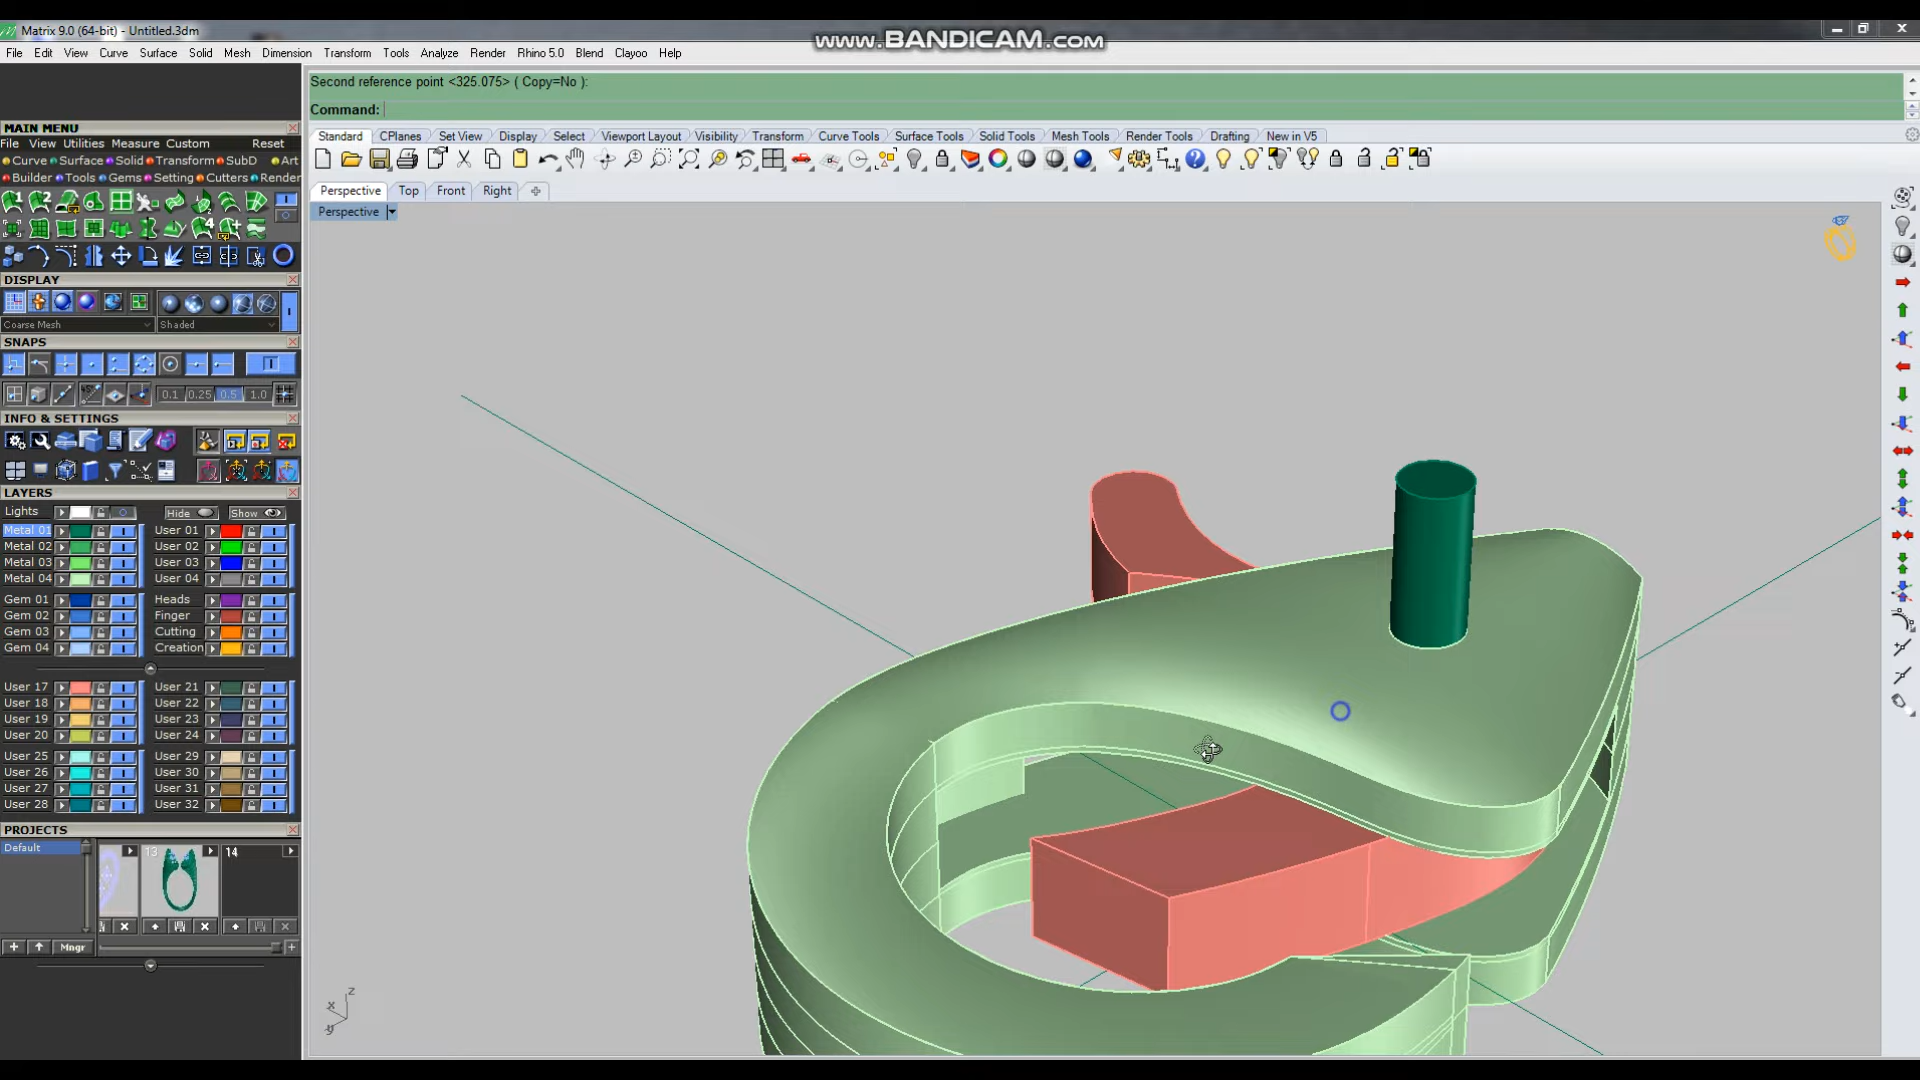 Matrix 9.0 (64-bit) - Untitled.3dm
www.BANDICAM.com
File Edit View Curve Surface Solid Mesh Dimension Transform Tools Analyze Render Rhino 5.0 Blend Clayoo Help
Second reference point <325.075> ( Copy=No ):
Command:
Standard CPlanes Set View Display Select Viewport Layout Visibility Transform Curve Tools Surface Tools Solid Tools Mesh Tools Render Tools Drafting New in V5
Perspective Top Front Right
Perspective
MAIN MENU
File View Utilities Measure Custom Reset
Curve Surface Solid Transform SubD Art
Builder Tools Gems Setting Cutters Render
DISPLAY
Coarse Mesh Shaded
SNAPS
0.1 0.25 0.5 1.0
INFO & SETTINGS
LAYERS
Lights Hide Show
Metal 01 User 01
Metal 02 User 02
Metal 03 User 03
Metal 04 User 04
Gem 01 Heads
Gem 02 Finger
Gem 03 Cutting
Gem 04 Creation
User 17 User 21
User 18 User 22
User 19 User 23
User 20 User 24
User 25 User 29
User 26 User 30
User 27 User 31
User 28 User 32
PROJECTS
Default
13 14
Mngr
z
x
y